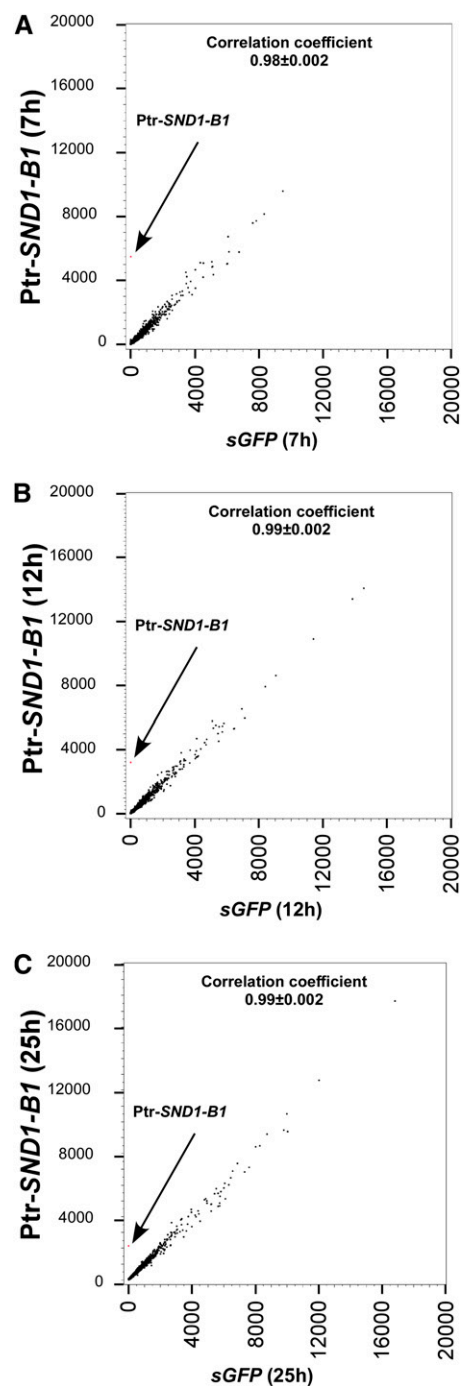 A
20000
Correlation coefficient
0.98±0.002
16000
Ptr-SND1-B1
12000
8000
4000
0
Ptr-SND1-B1 (7h)
0
4000
8000
12000
16000
20000
sGFP (7h)
B
20000
Correlation coefficient
0.99±0.002
16000
Ptr-SND1-B1
12000
8000
4000
0
Ptr-SND1-B1 (12h)
0
4000
8000
12000
16000
20000
sGFP (12h)
C
20000
Correlation coefficient
0.99±0.002
16000
Ptr-SND1-B1
12000
8000
4000
0
Ptr-SND1-B1 (25h)
0
4000
8000
12000
16000
20000
sGFP (25h)